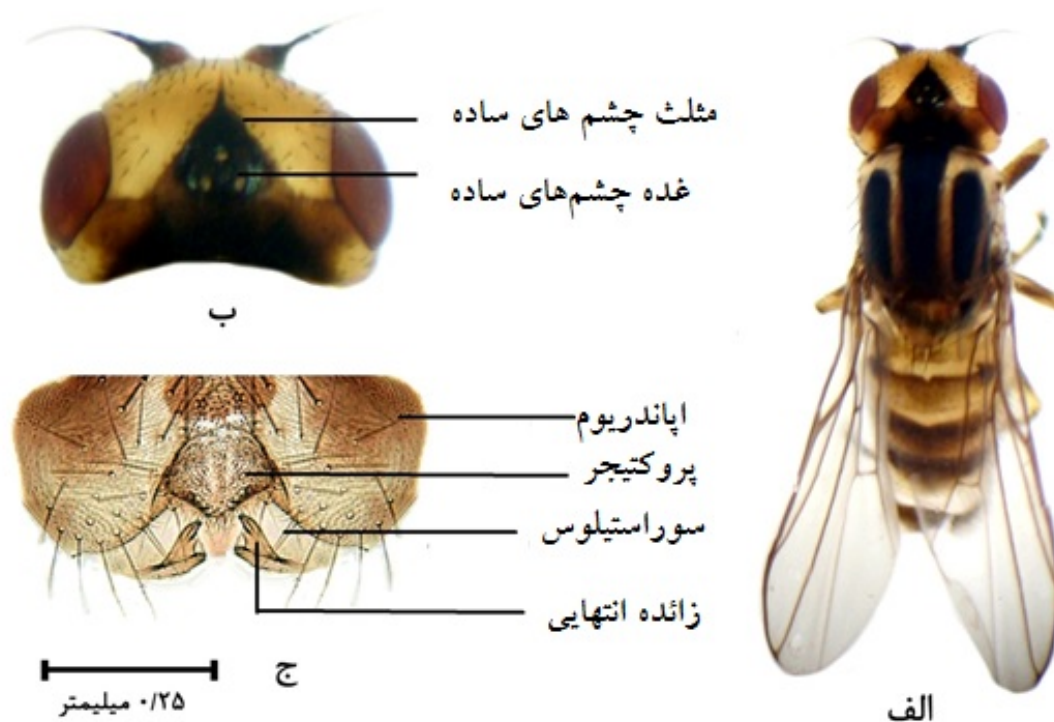 مثلث چشم های ساده
غده چشم‌های ساده
ب
اپاندریوم
پروکتیجر
سوراستیلوس
زائده انتهایی
ج
۰/۲۵ میلیمتر
الف